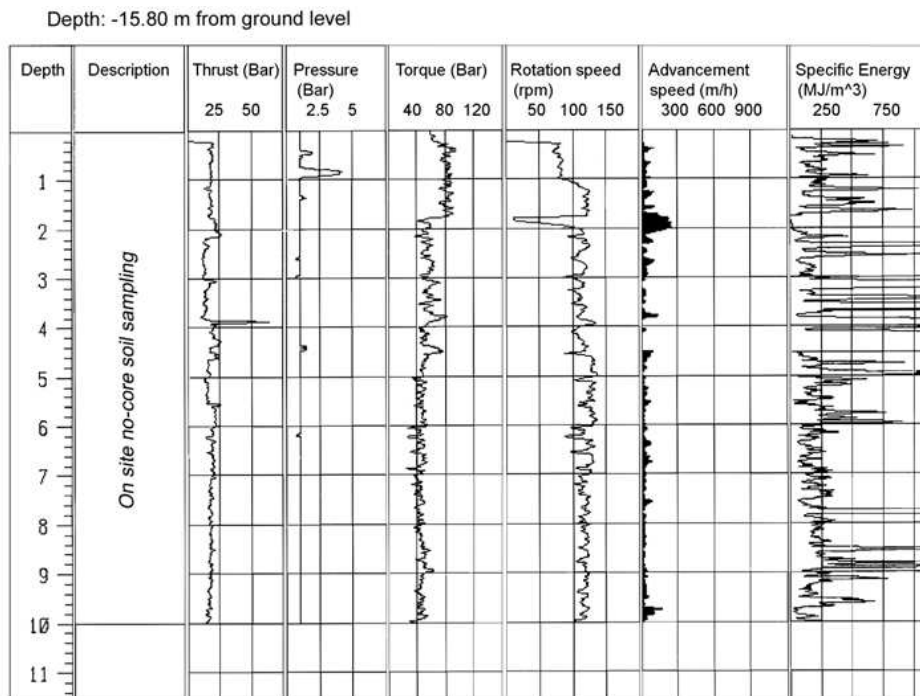 Depth: -15.80 m from ground level
Depth Description Thrust (Bar) Pressure (Bar) Torque (Bar) Rotation speed (rpm) Advancement speed (m/h) Specific Energy (MJ/m^3)
25 50 2.5 5 40 80 120 50 100 150 300 600 900 250 750
On site no-core soil sampling
1
2
3
4
5
6
7
8
9
10
11